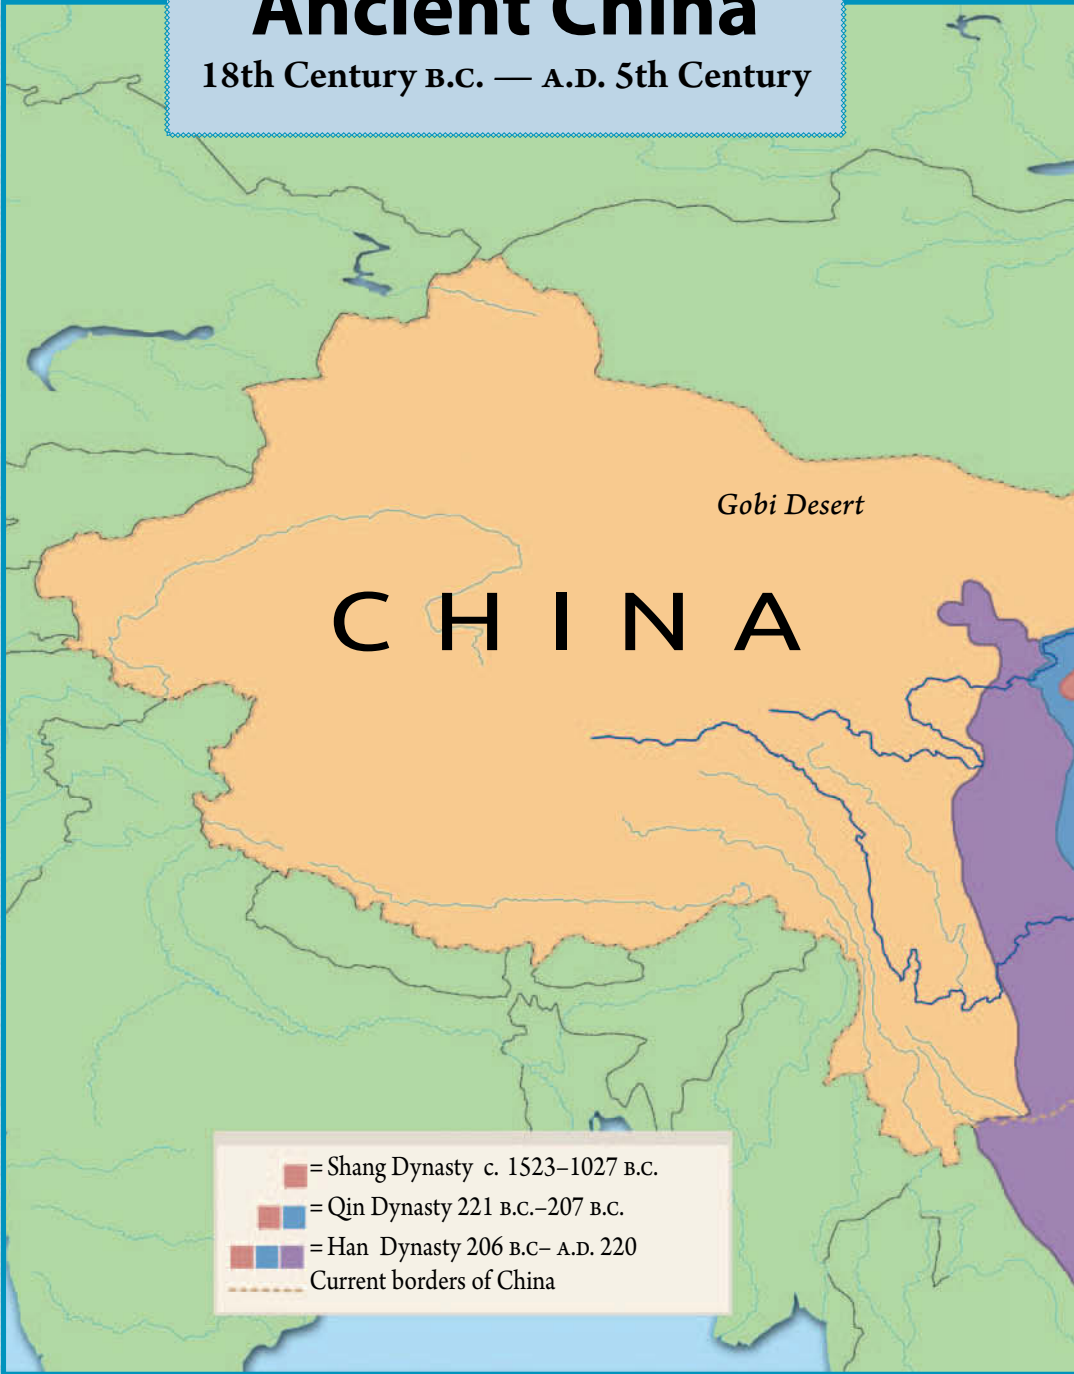 Ancient China
18th Century B.C. — A.D. 5th Century
Gobi Desert
CHINA
= Shang Dynasty c. 1523–1027 B.C.
= Qin Dynasty 221 B.C.–207 B.C.
= Han Dynasty 206 B.C– A.D. 220
Current borders of China